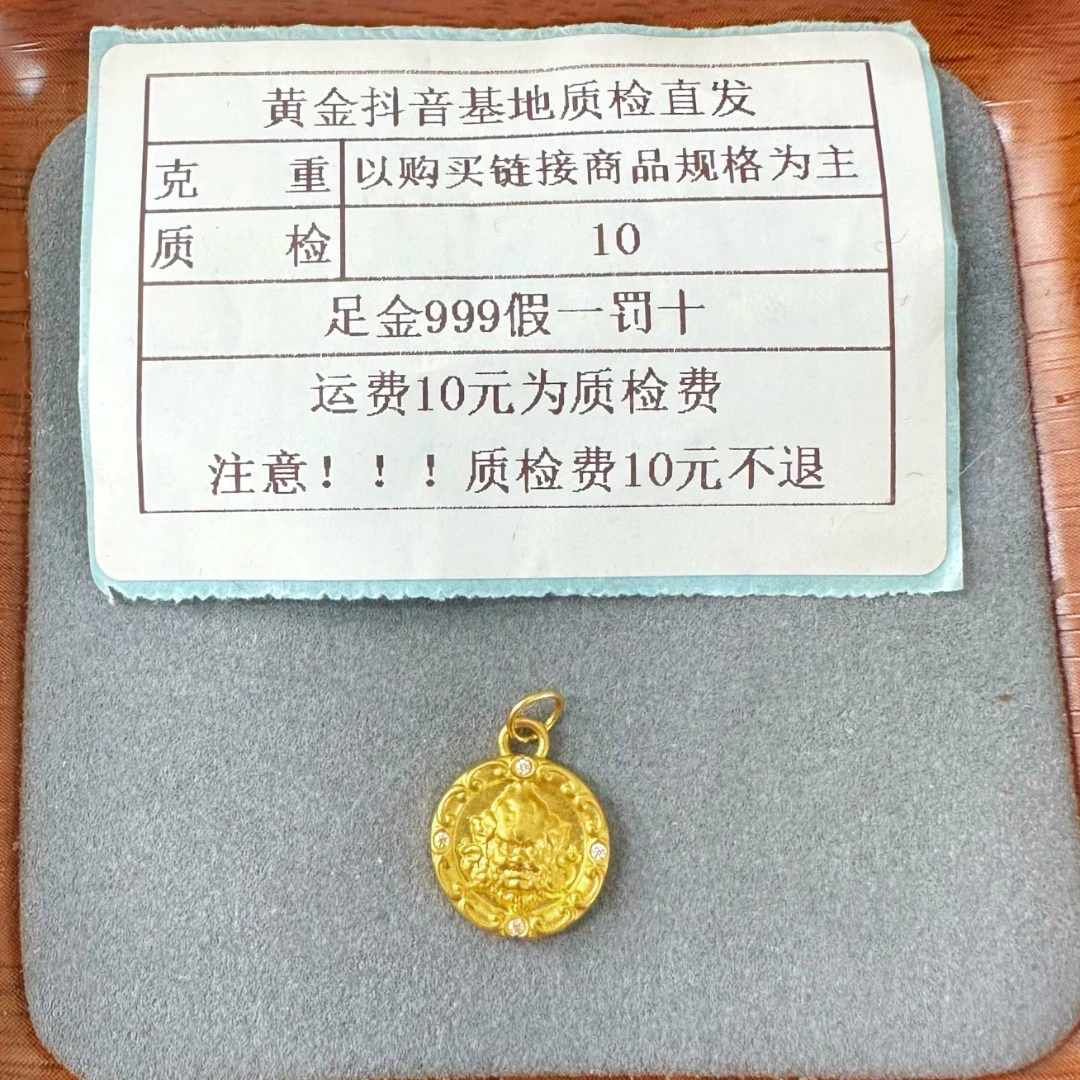 黄金抖音基地质检直发
克 重 以购买链接商品规格为主
质 检 10
足金999假一罚十
运费10元为质检费
注意！！！质检费10元不退